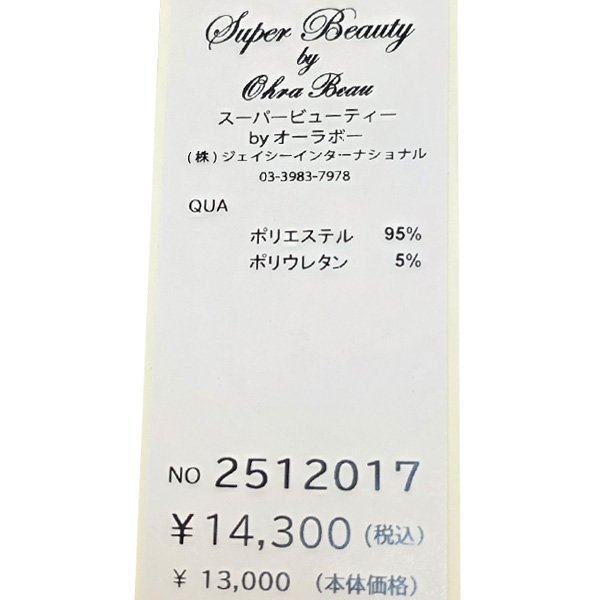 Super Beauty
by
Ohra Beau
スーパービューティー
by オーラボー
(株)ジェイシーインターナショナル
03-3983-7978
QUA
ポリエステル 95%
ポリウレタン 5%
NO 2512017
¥14,300 (税込)
¥ 13,000 (本体価格)